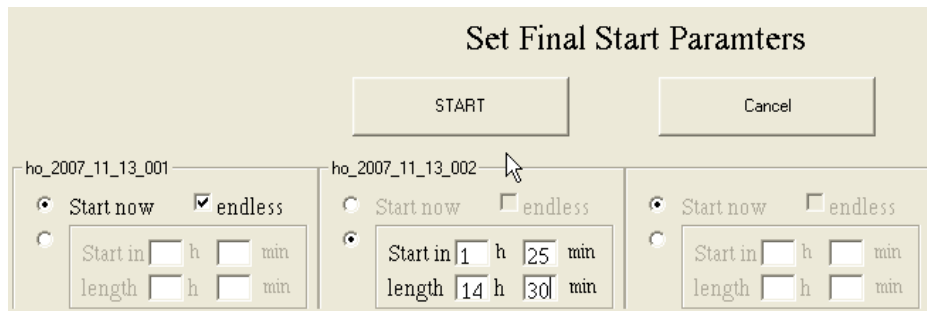 Set Final Start Paramters
START Cancel
ho_2007_11_13_001 ho_2007_11_13_002
Start now endless Start now endless Start now endless
Start in h min Start in 1 h 25 min Start in h min
length h min length 14 h 30 min length h min